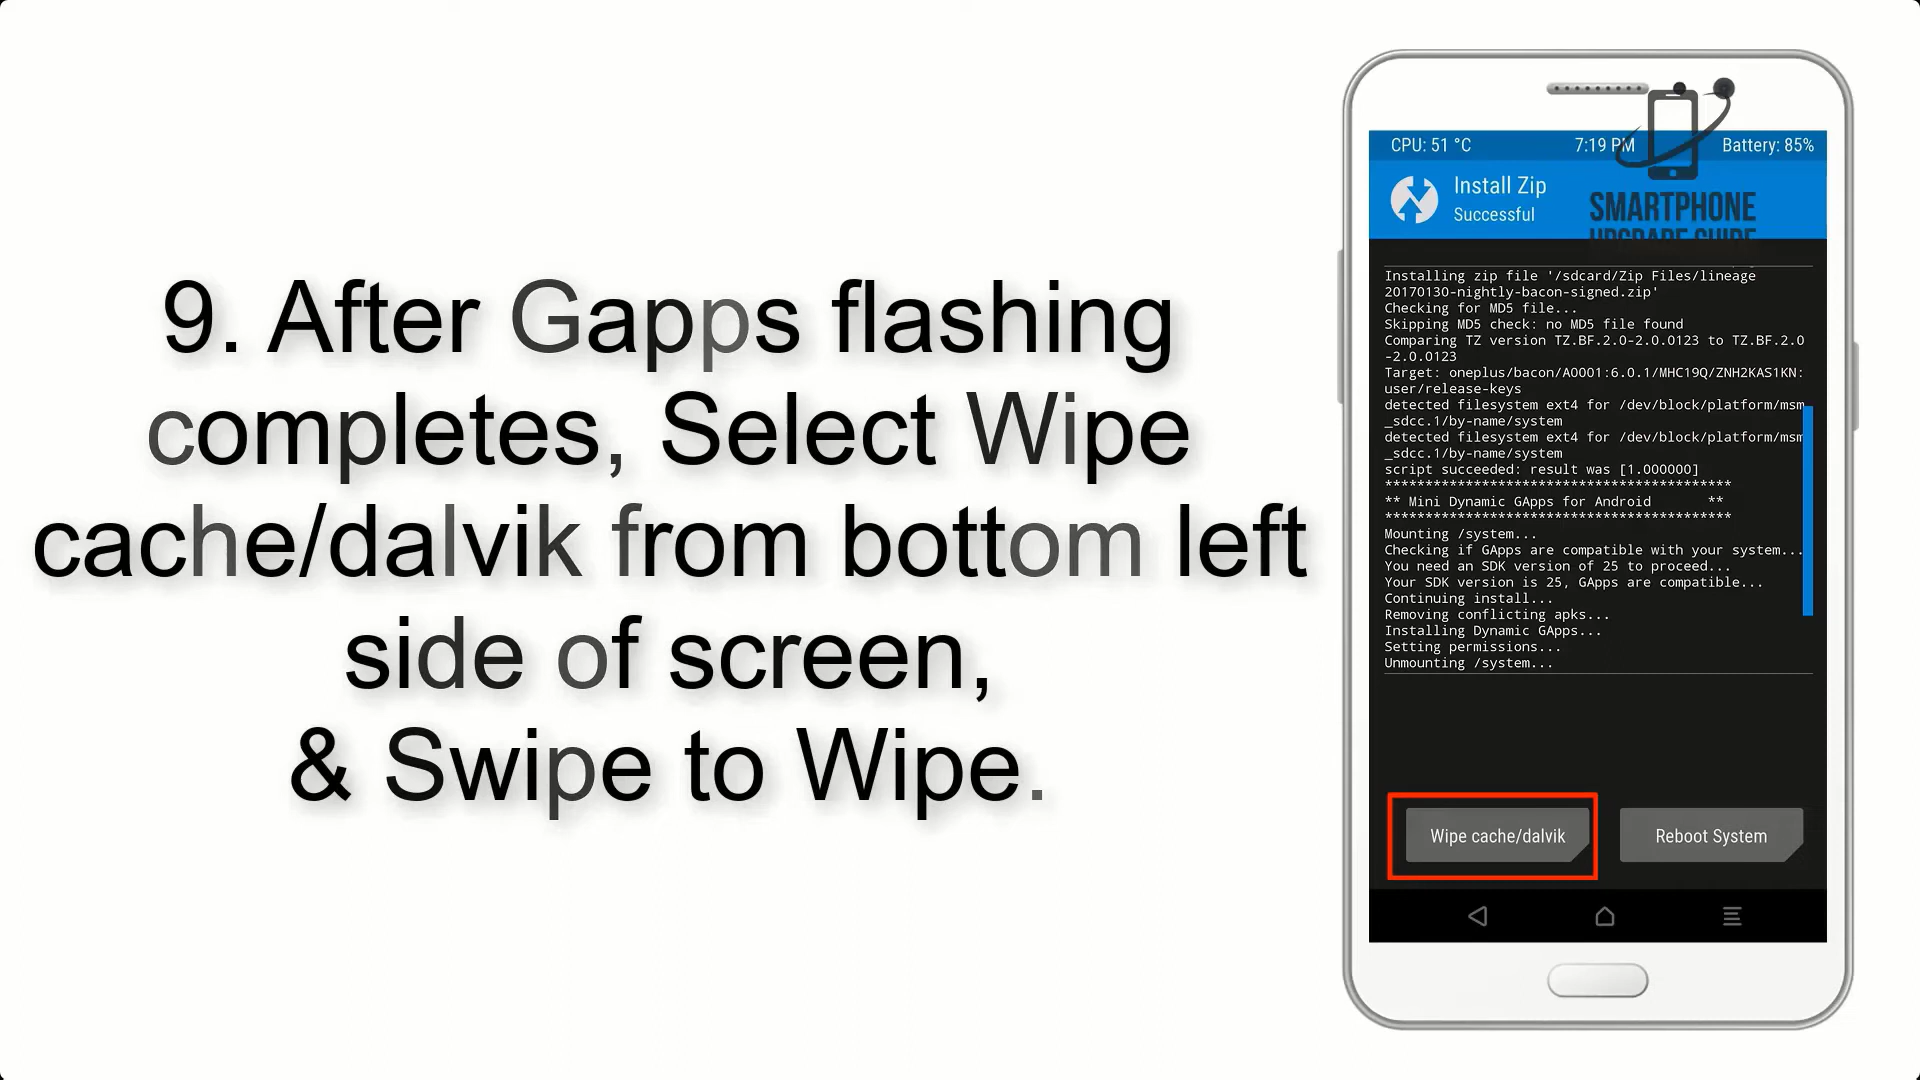 9. After Gapps flashing
completes, Select Wipe
cache/dalvik from bottom left
side of screen,
& Swipe to Wipe.
CPU: 51 °C 7:19 PM Battery: 85%
Install Zip
Successful
SMARTPHONE
UPGRADE GUIDE
Installing zip file '/sdcard/Zip Files/lineage
20170130-nightly-bacon-signed.zip'
Checking for MD5 file...
Skipping MD5 check: no MD5 file found
Comparing TZ version TZ.BF.2.0-2.0.0123 to TZ.BF.2.0
-2.0.0123
Target: oneplus/bacon/A0001:6.0.1/MHC19Q/ZNH2KAS1KN:
user/release-keys
detected filesystem ext4 for /dev/block/platform/msm
_sdcc.1/by-name/system
detected filesystem ext4 for /dev/block/platform/msm
_sdcc.1/by-name/system
script succeeded: result was [1.000000]
*******************************************
** Mini Dynamic GApps for Android       **
*******************************************
Mounting /system...
Checking if GApps are compatible with your system...
You need an SDK version of 25 to proceed...
Your SDK version is 25, GApps are compatible...
Continuing install...
Removing conflicting apks...
Installing Dynamic GApps...
Setting permissions...
Unmounting /system...
Wipe cache/dalvik
Reboot System